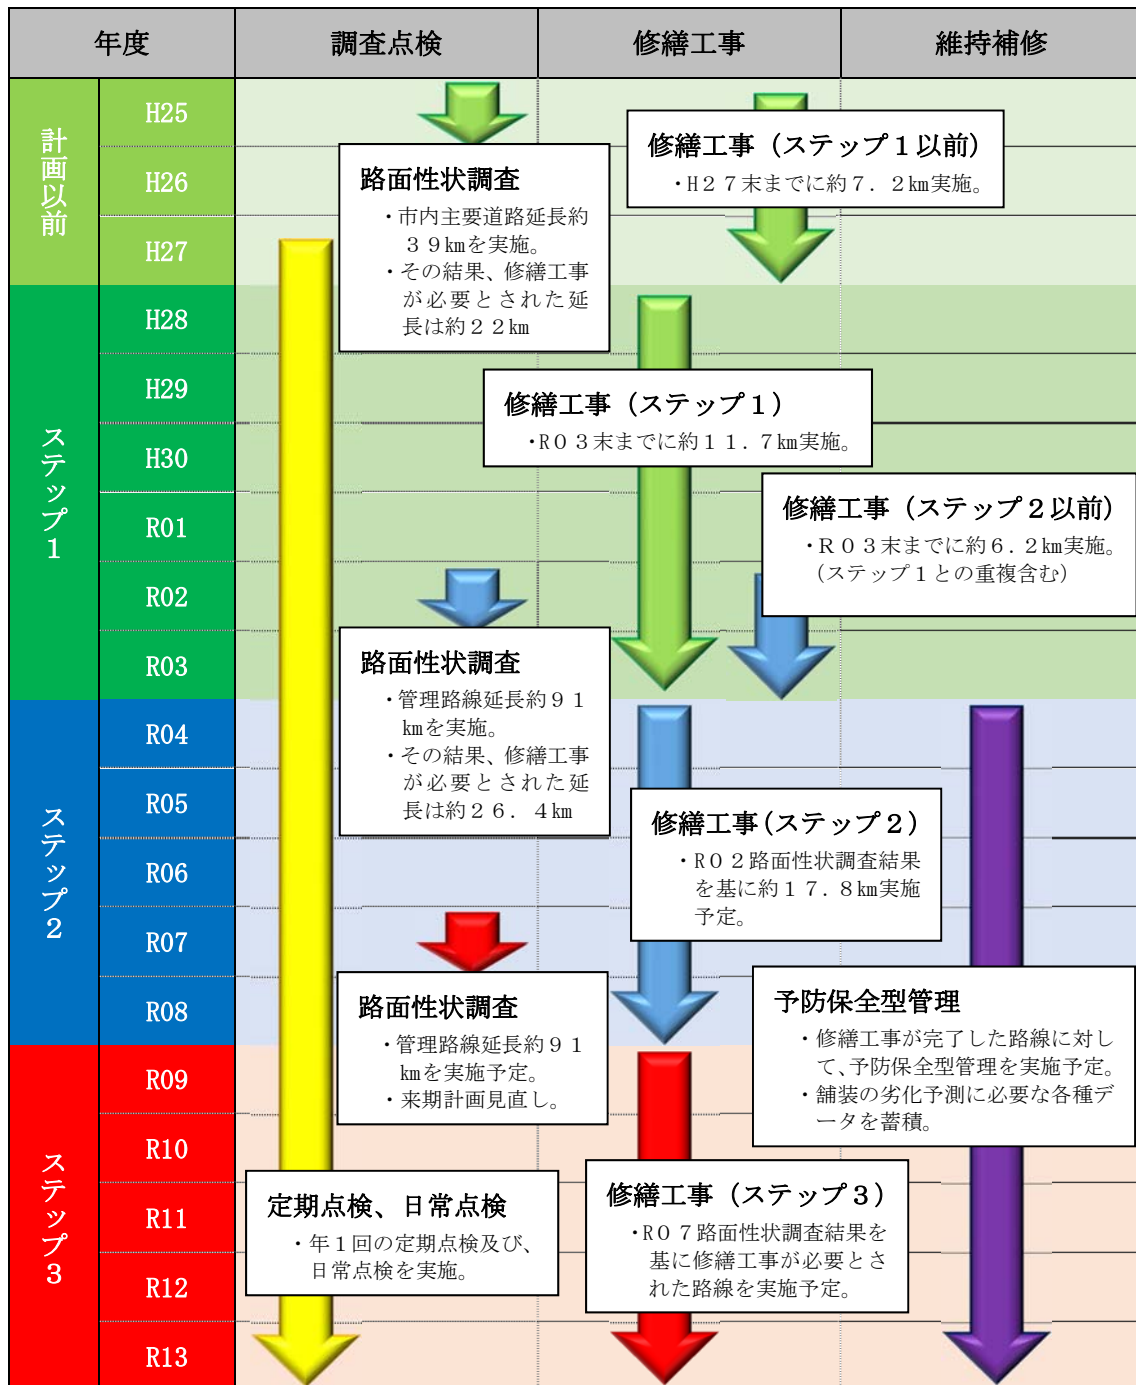 年度
調査点検
修繕工事
維持補修
計画以前
H25
H26
H27
ステップ1
H28
H29
H30
R01
R02
R03
ステップ2
R04
R05
R06
R07
R08
ステップ3
R09
R10
R11
R12
R13
路面性状調査
・市内主要道路延長約
３９㎞を実施。
・その結果、修繕工事
が必要とされた延
長は約２２㎞
修繕工事（ステップ１以前）
・H２７末までに約７．２㎞実施。
修繕工事（ステップ１）
・R０３末までに約１１．７㎞実施。
修繕工事（ステップ２以前）
・Ｒ０３末までに約６．２㎞実施。
（ステップ１との重複含む）
路面性状調査
・管理路線延長約９１
㎞を実施。
・その結果、修繕工事
が必要とされた延
長は約２６．４㎞
修繕工事（ステップ２）
・R０２路面性状調査結果
を基に約１７．８㎞実施
予定。
路面性状調査
・管理路線延長約９１
㎞を実施予定。
・来期計画見直し。
予防保全型管理
・修繕工事が完了した路線に対し
て、予防保全型管理を実施予定。
・舗装の劣化予測に必要な各種デ
ータを蓄積。
定期点検、日常点検
・年１回の定期点検及び、
日常点検を実施。
修繕工事（ステップ３）
・R０７路面性状調査結果を
基に修繕工事が必要とさ
れた路線を実施予定。